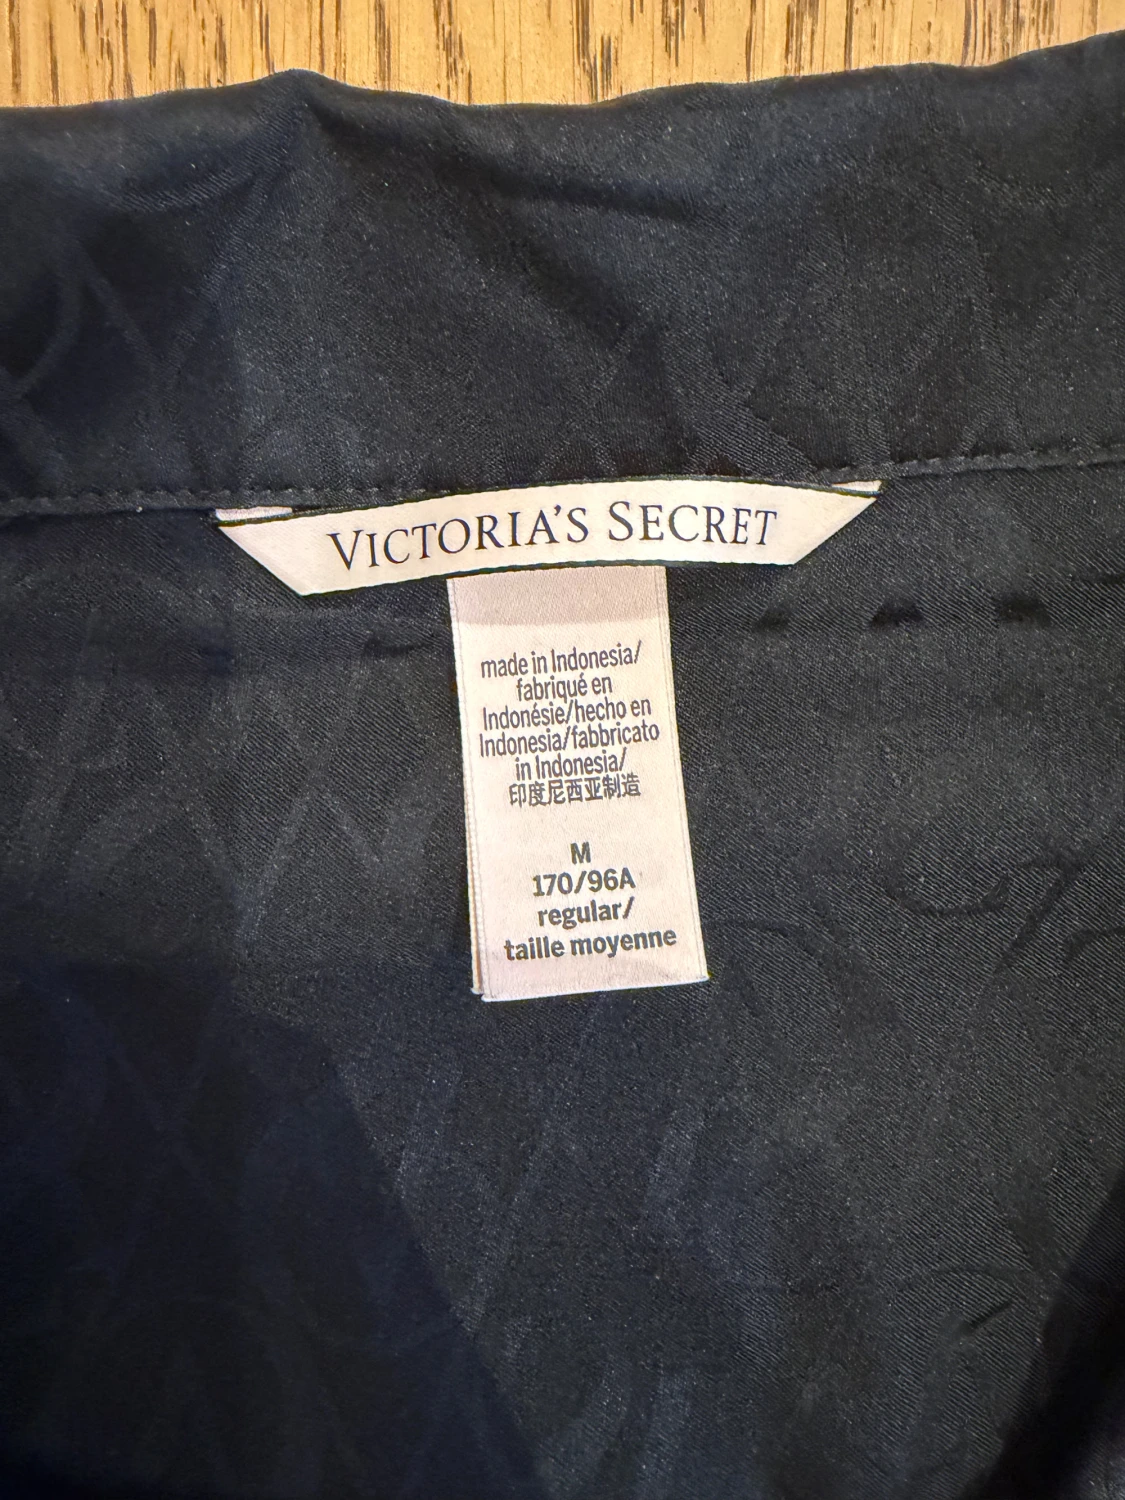 VICTORIA'S SECRET
made in Indonesia/
fabriqué en
Indonésie/hecho en
Indonesia/fabbricato
in Indonesia/
印度尼西亚制造
M
170/96A
regular/
taille moyenne